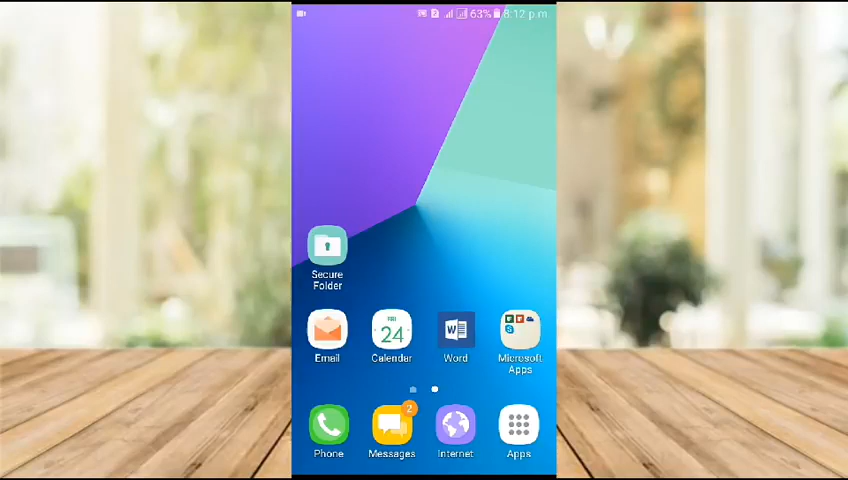 63% 8:12 p.m
Secure
Folder
FRI
24
W
Email
Calendar
Word
Microsoft
Apps
2
Phone
Messages
Internet
Apps